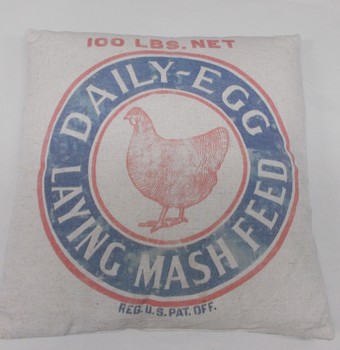 100 LBS. NET
DAILY-EGG
LAYING MASH FEED
REG. U.S. PAT. OFF.